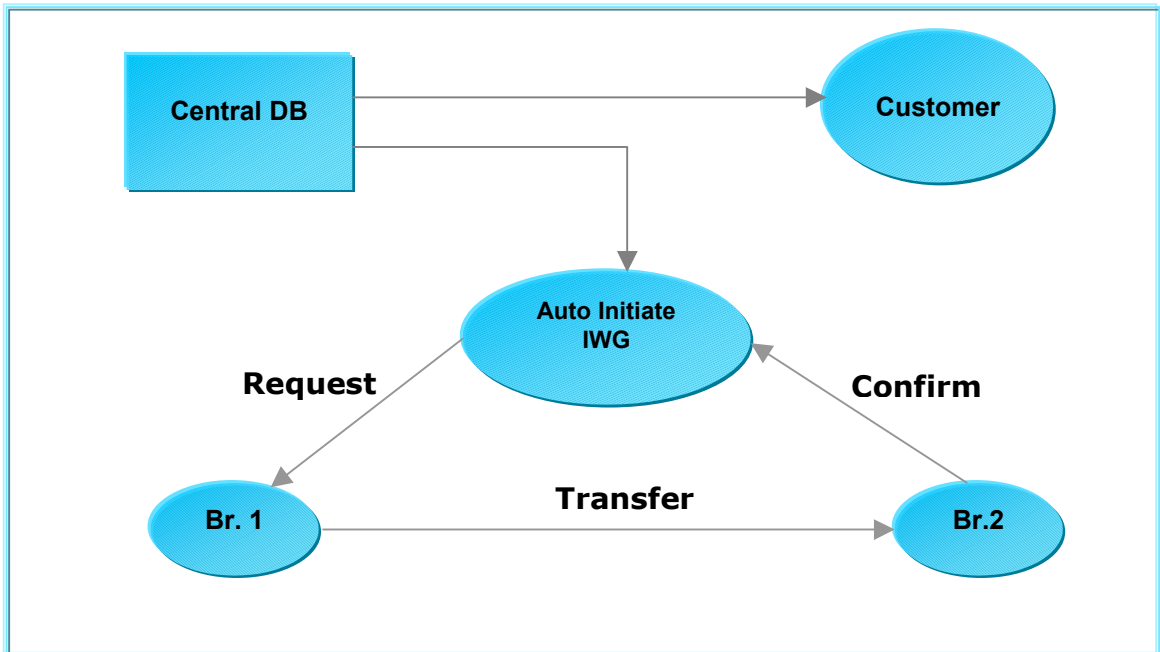 Central DB
Customer
Auto Initiate
IWG
Request
Confirm
Transfer
Br. 1
Br.2